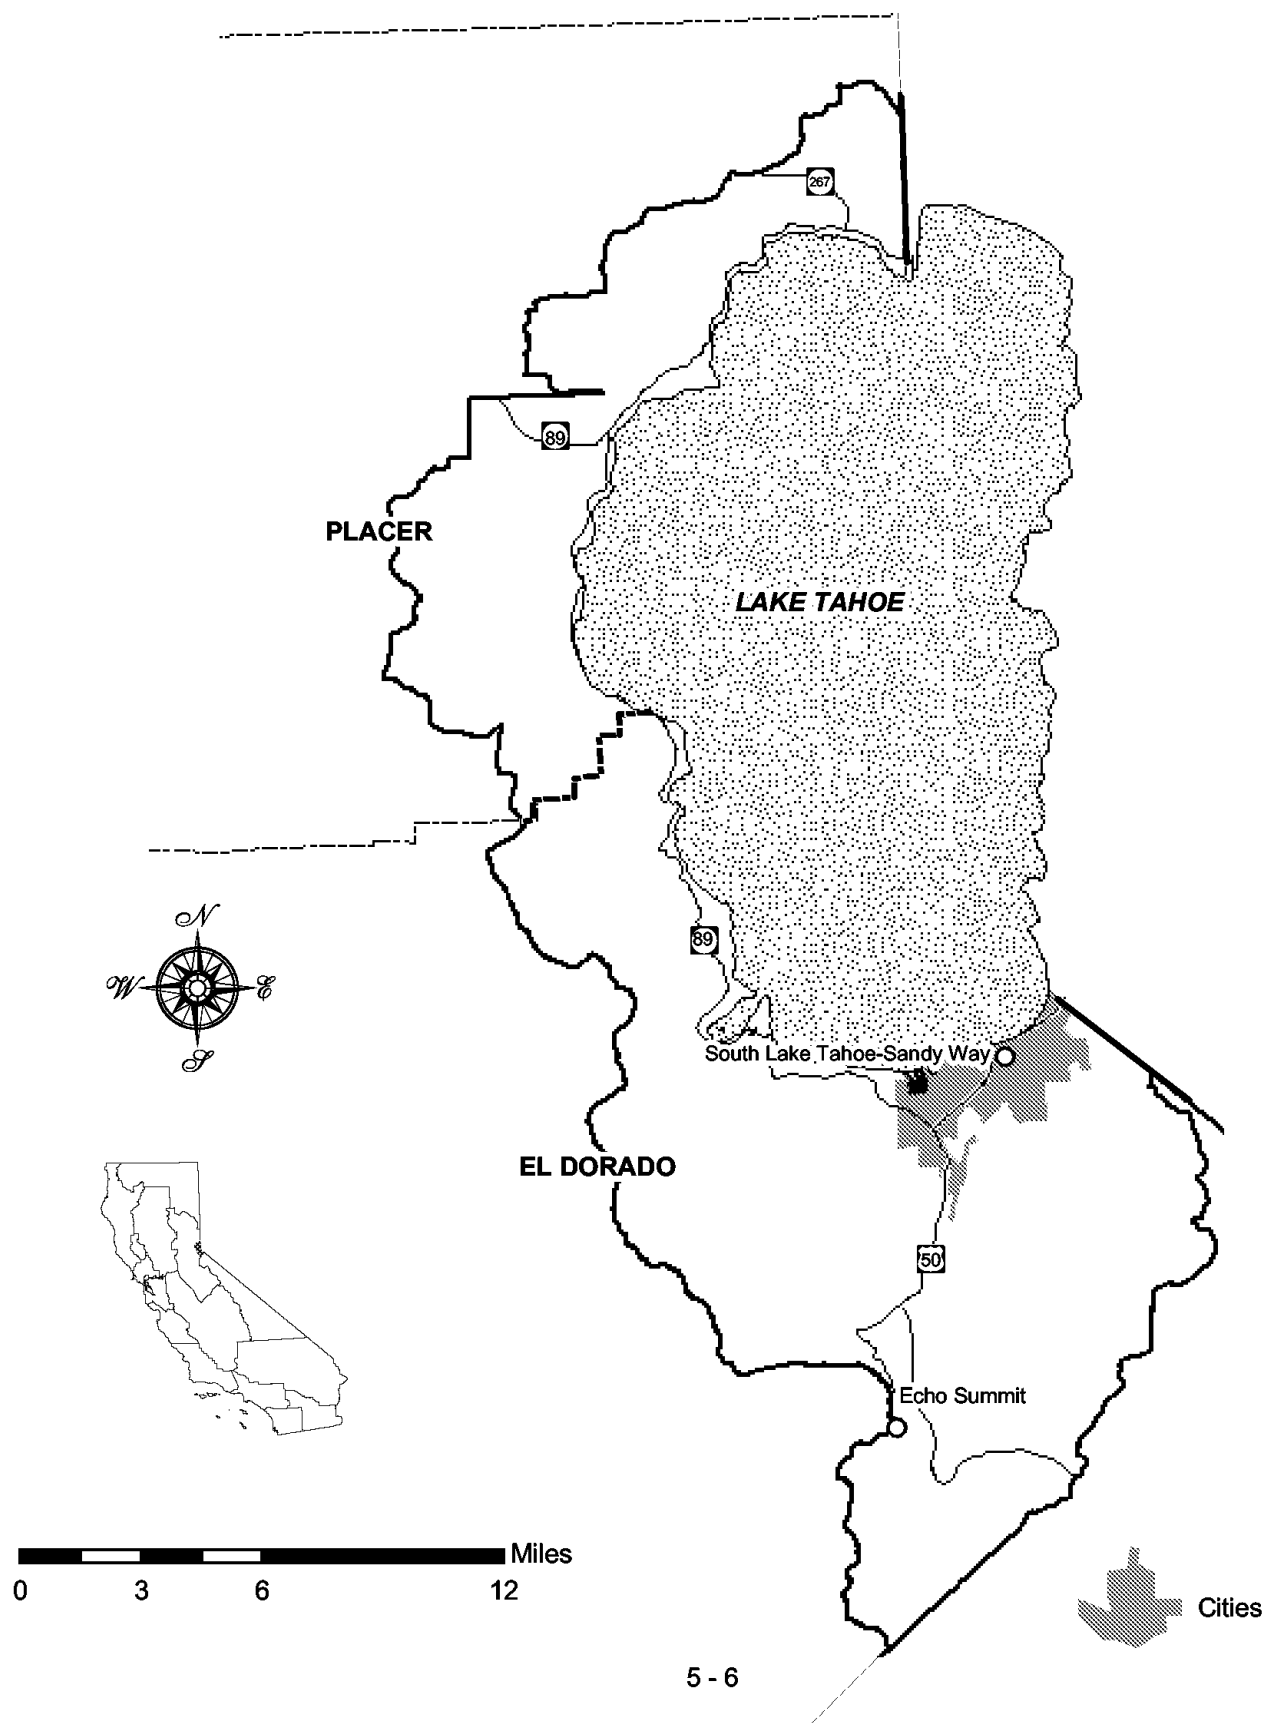 267
89
PLACER
LAKE TAHOE
N
W
E
S
89
South Lake Tahoe-Sandy Way
EL DORADO
50
Echo Summit
Miles
0 3 6 12
Cities
5 - 6